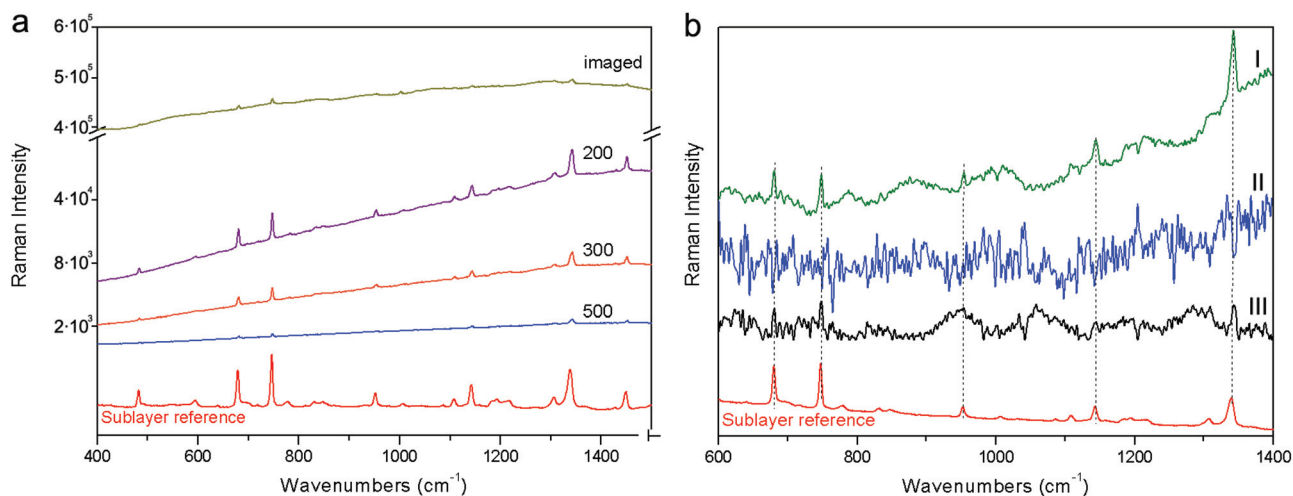 a
6·10⁵
5·10⁵
4·10⁵
4·10⁴
8·10³
2·10³
Raman Intensity
imaged
200
300
500
Sublayer reference
400 600 800 1000 1200 1400
Wavenumbers (cm⁻¹)
b
Raman Intensity
I
II
III
Sublayer reference
600 800 1000 1200 1400
Wavenumbers (cm⁻¹)